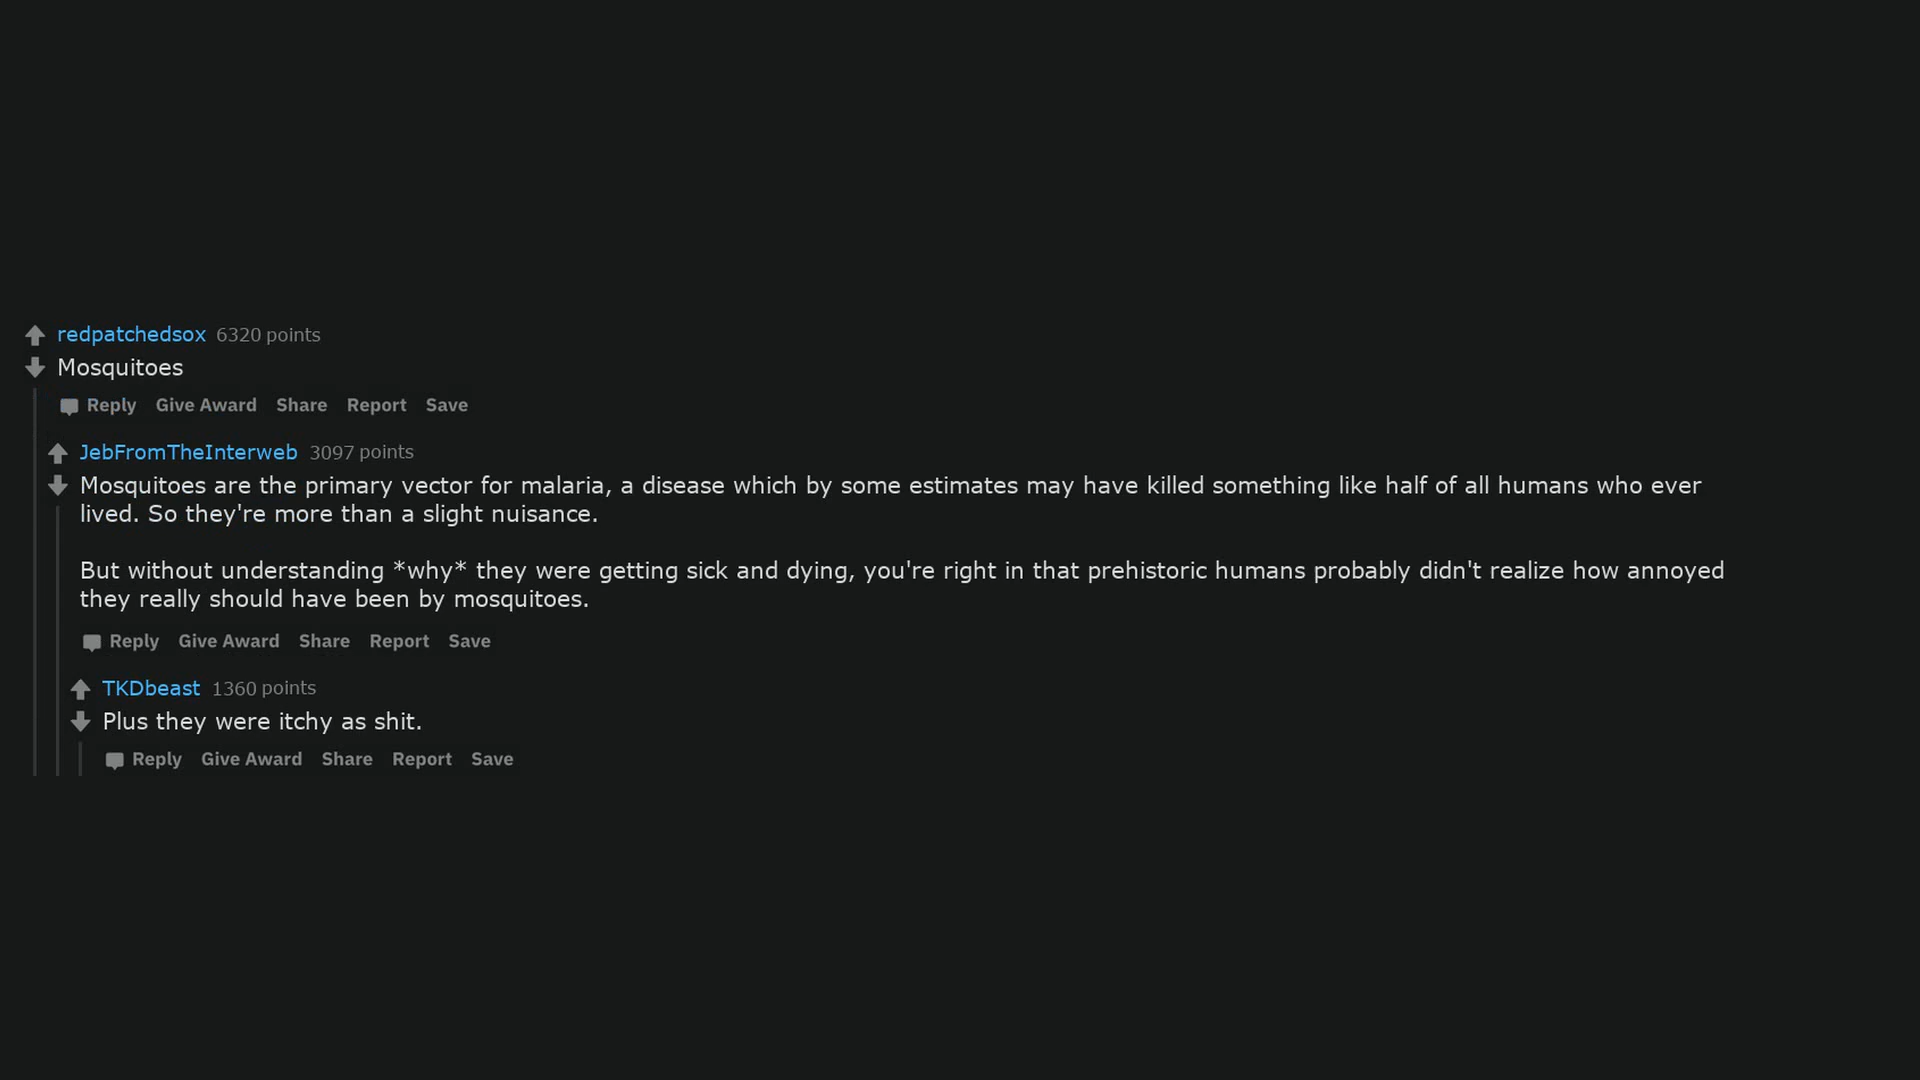 redpatchedsox 6320 points
Mosquitoes
Reply Give Award Share Report Save
JebFromTheInterweb 3097 points
Mosquitoes are the primary vector for malaria, a disease which by some estimates may have killed something like half of all humans who ever
lived. So they're more than a slight nuisance.
But without understanding *why* they were getting sick and dying, you're right in that prehistoric humans probably didn't realize how annoyed
they really should have been by mosquitoes.
Reply Give Award Share Report Save
TKDbeast 1360 points
Plus they were itchy as shit.
Reply Give Award Share Report Save